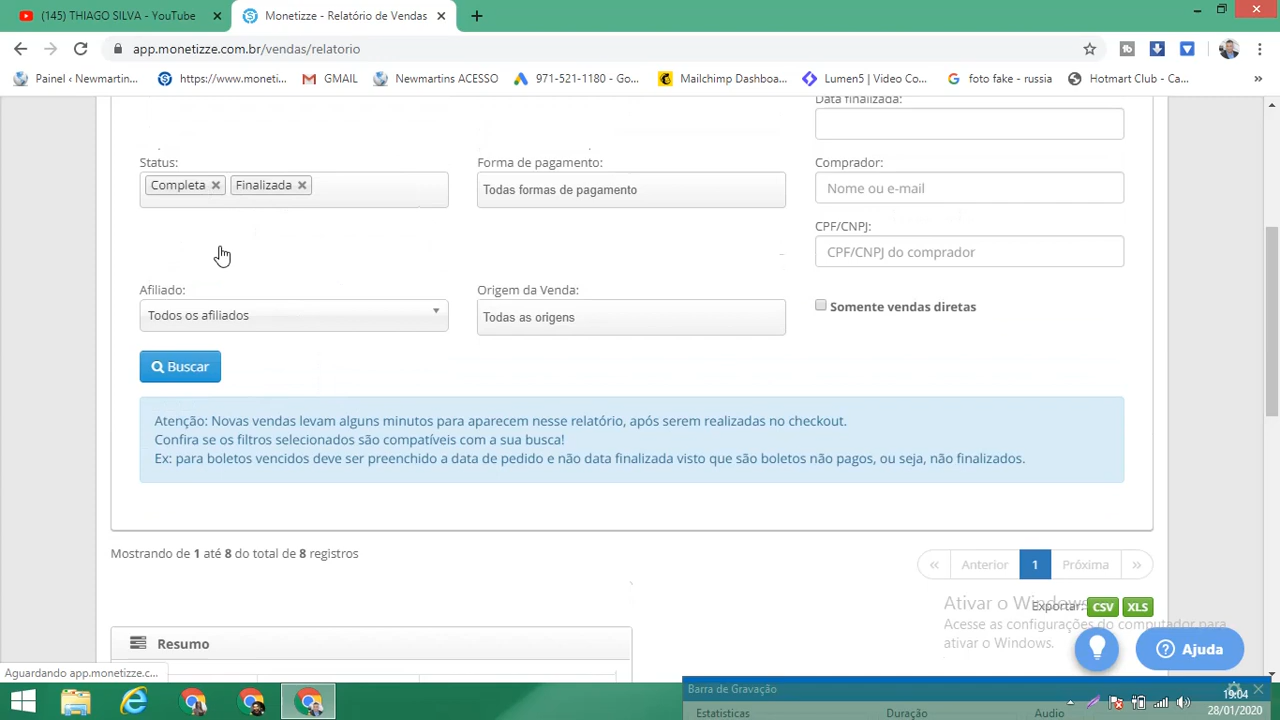 (145) THIAGO SILVA - YouTube
Monetizze - Relatório de Vendas
app.monetizze.com.br/vendas/relatorio
Painel ‹ Newmartins...
https://www.moneti...
GMAIL
Newmartins ACESSO
971-521-1180 - Go...
Mailchimp Dashboa...
Lumen5 | Video Co...
foto fake - russia
Hotmart Club - Ca...
»
Data finalizada:
Status:
Forma de pagamento:
Comprador:
Completa ×
Finalizada ×
Todas formas de pagamento
Nome ou e-mail
CPF/CNPJ:
CPF/CNPJ do comprador
Afiliado:
Origem da Venda:
Todos os afiliados
Todas as origens
Somente vendas diretas
Buscar
Atenção: Novas vendas levam alguns minutos para aparecem nesse relatório, após serem realizadas no checkout.
Confira se os filtros selecionados são compatíveis com a sua busca!
Ex: para boletos vencidos deve ser preenchido a data de pedido e não data finalizada visto que são boletos não pagos, ou seja, não finalizados.
Mostrando de 1 até 8 do total de 8 registros
« Anterior 1 Próxima »
Exportar: CSV XLS
Ativar o Windows
Acesse as configurações do computador para
ativar o Windows.
Resumo
Ajuda
Aguardando app.monetizze.c...
Barra de Gravação
Estatisticas
Duração
Audio
19:04
28/01/2020